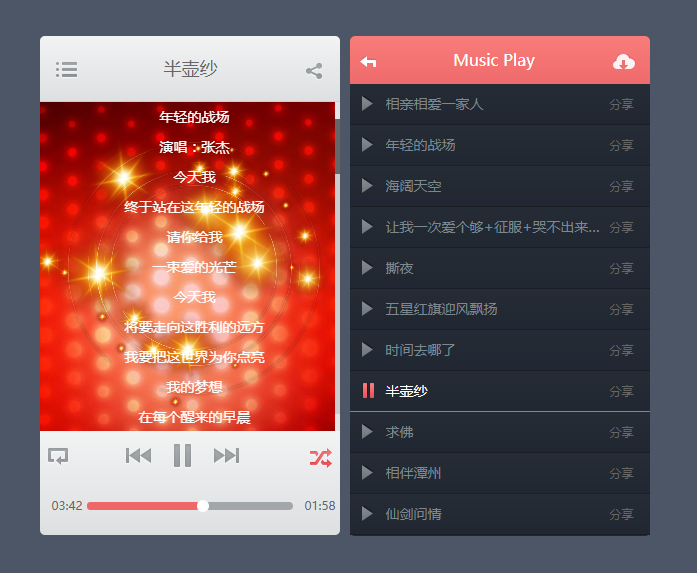 半壶纱
年轻的战场
演唱：张杰
今天我
终于站在这年轻的战场
请你给我
一束爱的光芒
今天我
将要走向这胜利的远方
我要把这世界为你点亮
我的梦想
在每个醒来的早晨
03:42
01:58
Music Play
相亲相爱一家人 分享
年轻的战场 分享
海阔天空 分享
让我一次爱个够+征服+哭不出来... 分享
撕夜 分享
五星红旗迎风飘扬 分享
时间去哪了 分享
半壶纱 分享
求佛 分享
相伴潭州 分享
仙剑问情 分享